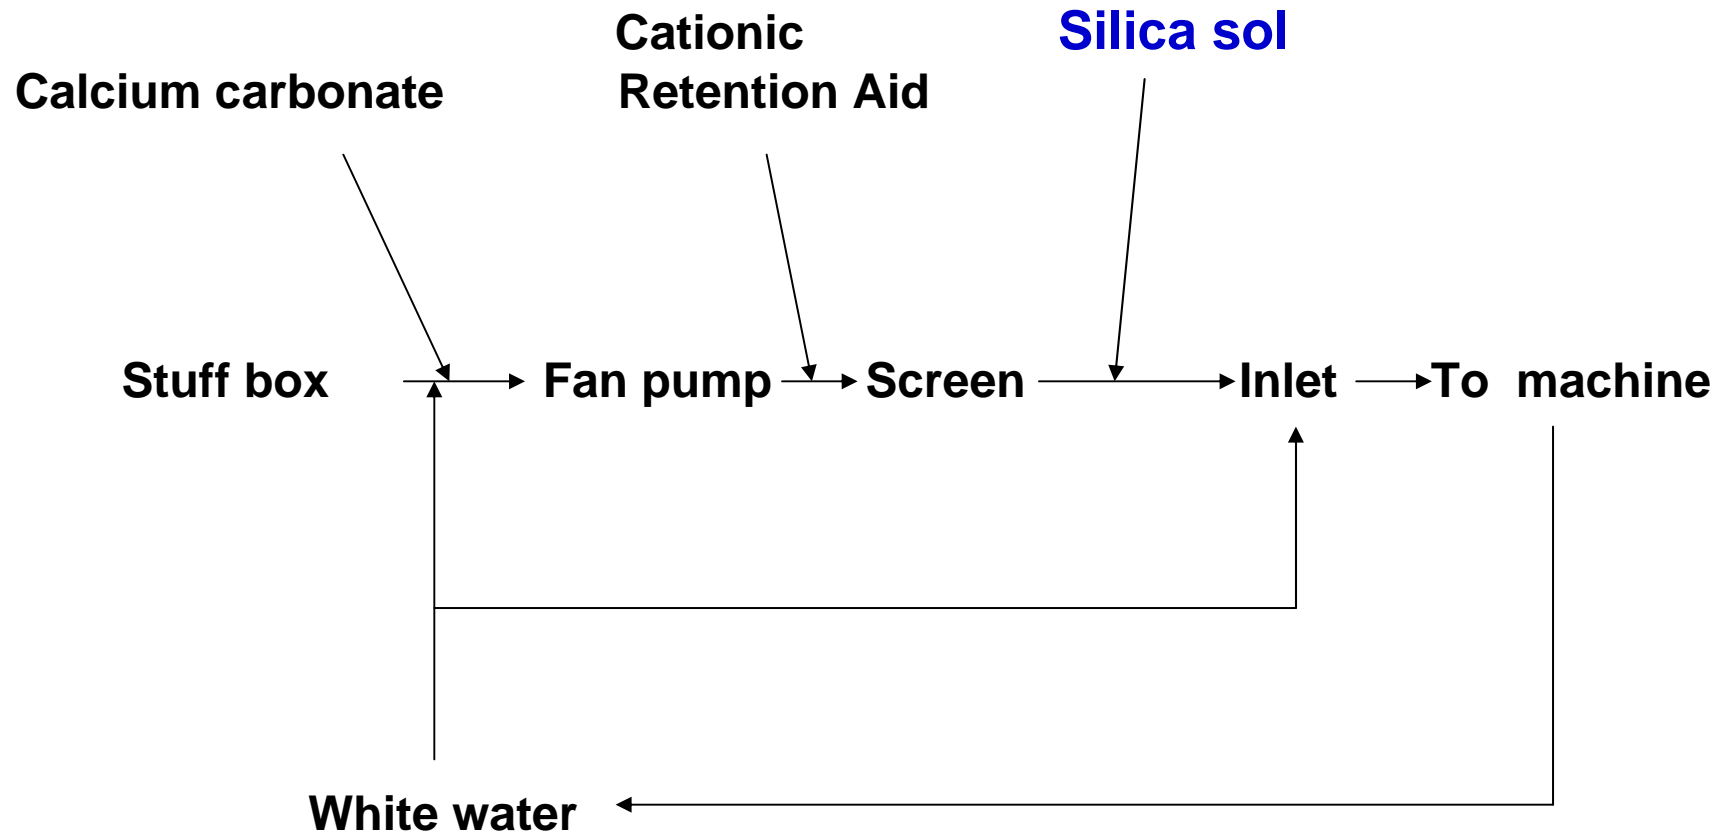 Cationic
Silica sol
Calcium carbonate
Retention Aid
Stuff box
Fan pump
Screen
Inlet
To machine
White water